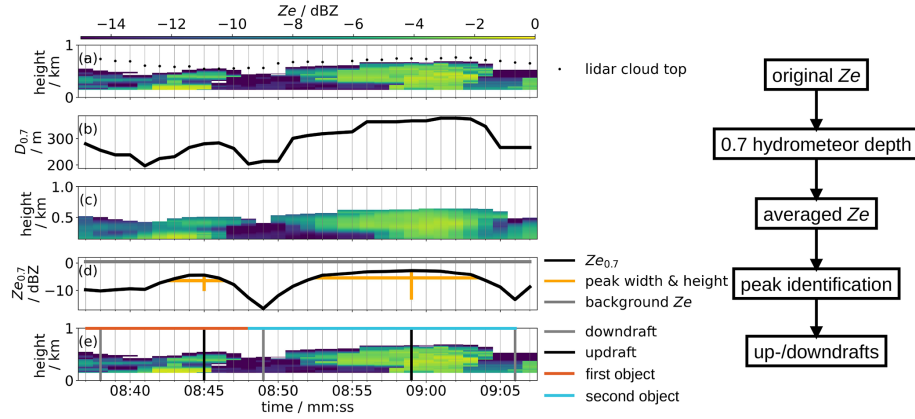 Ze / dBZ
−14 −12 −10 −8 −6 −4 −2 0
height / km
1
0
(a)
lidar cloud top
D0.7 / m
300
200
(b)
height / km
1.0
0.5
(c)
Ze0.7 / dBZ
0
−10
(d)
Ze0.7
peak width & height
background Ze
height / km
1
0
(e)
downdraft
updraft
first object
second object
08:40 08:45 08:50 08:55 09:00 09:05
time / mm:ss
original Ze
0.7 hydrometeor depth
averaged Ze
peak identification
up-/downdrafts